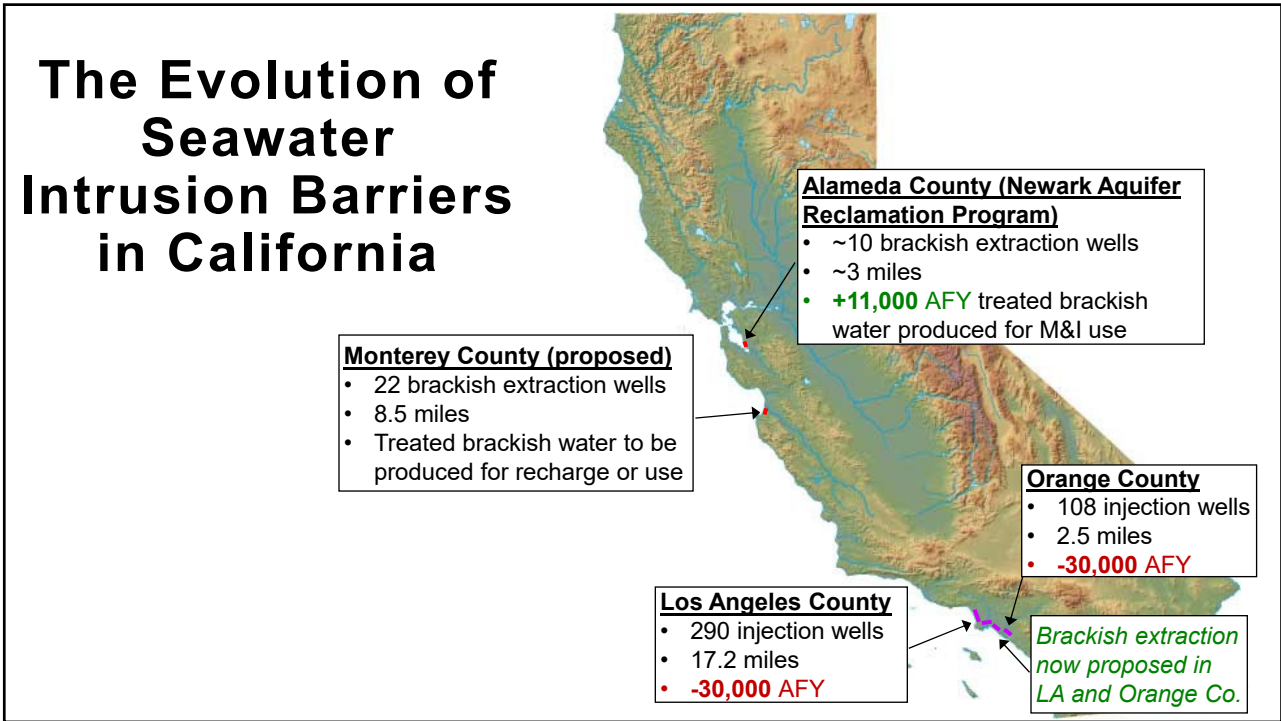 The Evolution of
Seawater
Intrusion Barriers
in California
Alameda County (Newark Aquifer
Reclamation Program)
• ~10 brackish extraction wells
• ~3 miles
• +11,000 AFY treated brackish
water produced for M&I use
Monterey County (proposed)
• 22 brackish extraction wells
• 8.5 miles
• Treated brackish water to be
produced for recharge or use
Orange County
• 108 injection wells
• 2.5 miles
• -30,000 AFY
Los Angeles County
• 290 injection wells
• 17.2 miles
• -30,000 AFY
Brackish extraction
now proposed in
LA and Orange Co.